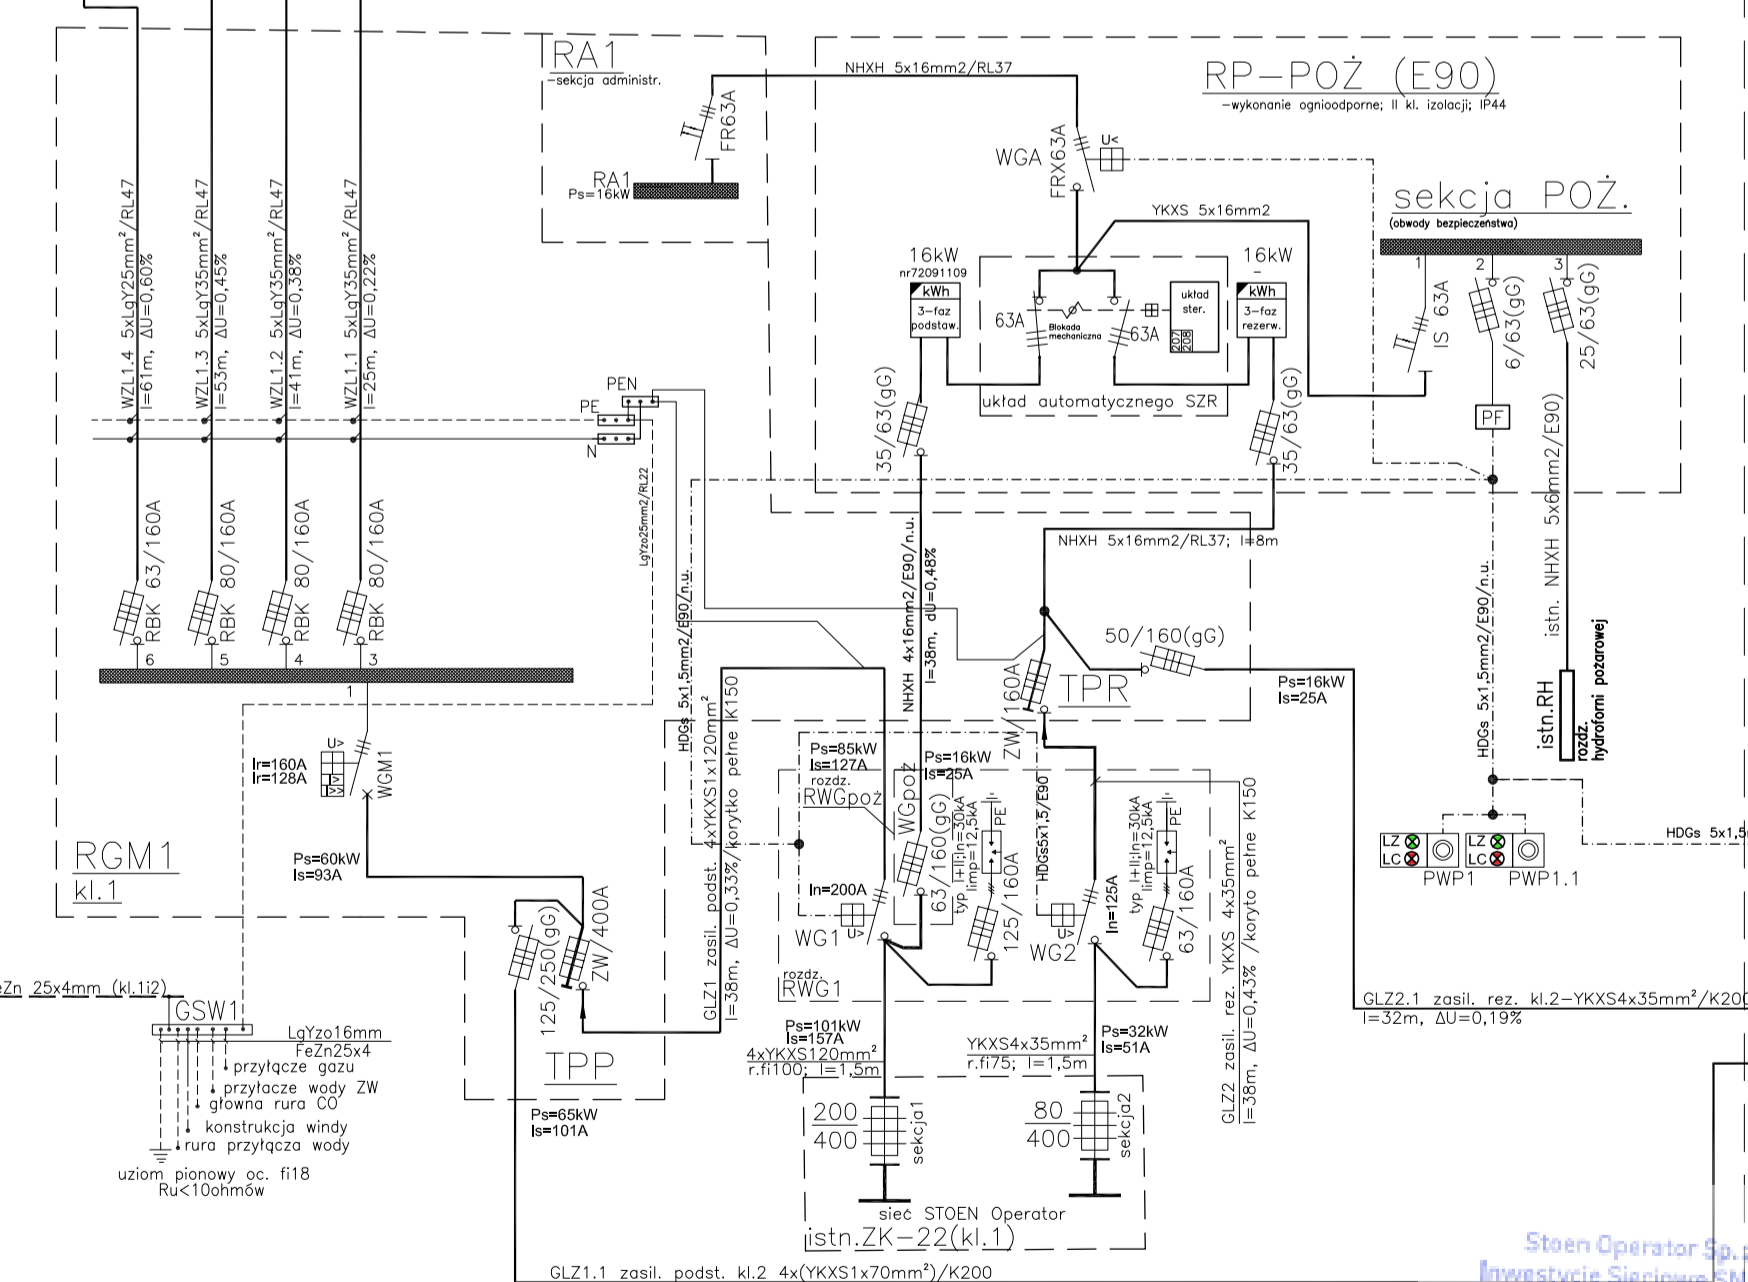 RA1
-sekcja administr.
FR63A
RA1
Ps=16kW
NHXH 5x16mm2/RL37
RP-POŻ (E90)
-wykonanie ognioodporne; II kl. izolacji; IP44
WGA
FRX63A
U<
YKXS 5x16mm2
sekcja POŻ.
(obwody bezpieczeństwa)
1
2
3
IS 63A
6/63(gG)
25/63(gG)
PF
16kW
nr72091109
kWh
3-faz
podstaw.
63A
Blokada
mechaniczna
63A
układ
ster.
207
208
16kW
-
kWh
3-faz
rezerw.
układ automatycznego SZR
35/63(gG)
35/63(gG)
WZL1.4 5xLgY25mm²/RL47
l=61m, ΔU=0,60%
WZL1.3 5xLgY35mm²/RL47
l=53m, ΔU=0,45%
WZL1.2 5xLgY35mm²/RL47
l=41m, ΔU=0,38%
WZL1.1 5xLgY35mm²/RL47
l=25m, ΔU=0,22%
PEN
PE
N
LgYżo25mm2/RL22
RBK 63/160A
RBK 80/160A
RBK 80/160A
RBK 80/160A
6
5
4
3
1
U>
Ir=160A
Ir=128A
I>
I>
WGM1
RGM1
kl.1
Ps=60kW
Is=93A
125/250(gG)
ZW/400A
TPP
Ps=65kW
Is=101A
HDGs 5x1,5mm2/E90/n.u.
GLZ1 zasil. podst. 4xYKXS1x120mm²
l=38m, ΔU=0,33%/korytko pełne K150
NHXH 4x16mm2/E90/n.u.
l=38m, dU=0,48%
NHXH 5x16mm2/RL37; l=8m
ZW/160A
TPR
50/160(gG)
Ps=16kW
Is=25A
HDGs 5x1,5mm2/E90/n.u.
istn. NHXH 5x6mm2/E90)
istn.RH
rozdz.
hydroforni pożarowej
Ps=85kW
Is=127A
rozdz.
RWGpoż
WGpoż
Ps=16kW
Is=25A
63/160(gG)
typ I+II;In=30kA
Iimp=12,5kA
PE
125/160A
HDGs5x1,5/E90
In=200A
WG1
U>
rozdz.
RWG1
In=125A
WG2
U>
typ I+II;In=30kA
Iimp=12,5kA
PE
63/160A
GLZ2 zasil. rez. YKXS 4x35mm²
l=38m, ΔU=0,43% /koryto pełne K150
GLZ2.1 zasil. rez. kl.2-YKXS4x35mm²/K200
l=32m, ΔU=0,19%
LZ
LC
PWP1
LZ
LC
PWP1.1
HDGs 5x1,5
eZn 25x4mm (kl.1i2)
GSW1
LgYżo16mm
FeZn25x4
przyłącze gazu
przyłacze wody ZW
głowna rura CO
konstrukcja windy
rura przyłącza wody
uziom pionowy oc. fi18
Ru<10ohmów
Ps=101kW
Is=157A
4xYKXS120mm²
r.fi100; l=1,5m
YKXS4x35mm²
r.fi75; l=1,5m
Ps=32kW
Is=51A
200
400
sekcja1
80
400
sekcja2
sieć STOEN Operator
istn.ZK-22(kl.1)
GLZ1.1 zasil. podst. kl.2 4x(YKXS1x70mm²)/K200
Stoen Operator Sp.
Inwestycje Sieciowe